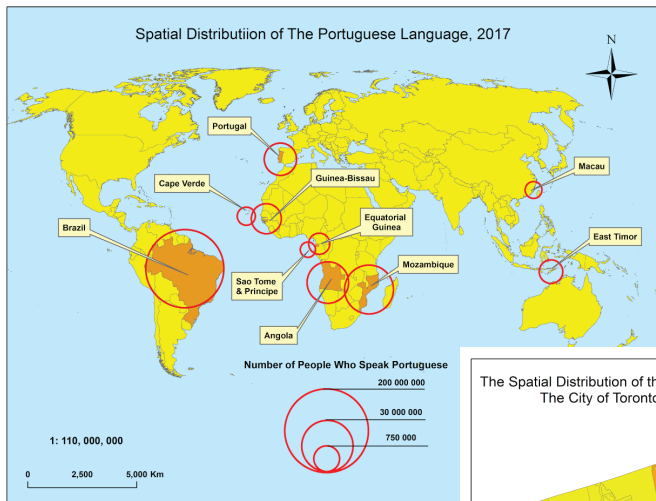 Spatial Distributiion of The Portuguese Language, 2017
N
Portugal
Macau
Cape Verde
Guinea-Bissau
Equatorial
Guinea
East Timor
Brazil
Mozambique
Sao Tome
& Principe
Angola
Number of People Who Speak Portuguese
200 000 000
30 000 000
750 000
1: 110, 000, 000
0 2,500 5,000 Km
The Spatial Distribution of th
The City of Toronto